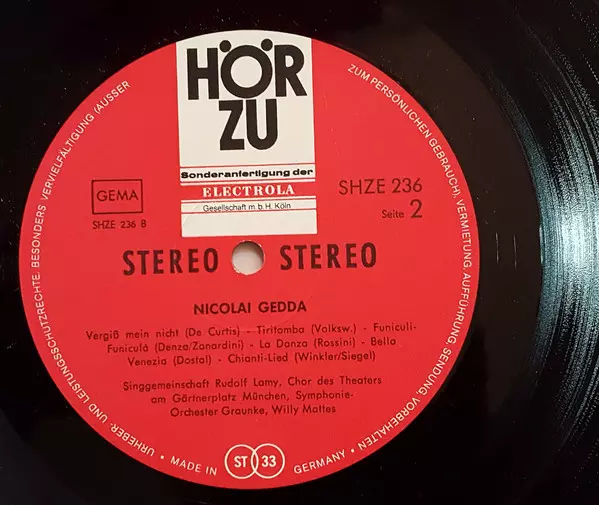 HÖR
ZU
Sonderanfertigung der
ELECTROLA
Gesellschaft m. b. H. Köln
GEMA
SHZE 236 B
SHZE 236
Seite 2
STEREO STEREO
NICOLAI GEDDA
Vergiß mein nicht (De Curtis) - Tiritomba (Volksw.) - Funiculi-
Funiculá (Denza/Zanardini) - La Danza (Rossini) - Bella
Venezia (Dostal) - Chianti-Lied (Winkler/Siegel)
Singgemeinschaft Rudolf Lamy, Chor des Theaters
am Gärtnerplatz München, Symphonie-
Orchester Graunke, Willy Mattes
URHEBER- UND LEISTUNGSSCHUTZRECHTE. BESONDERS VERVIELFÄLTIGUNG (AUSSER
ZUM PERSÖNLICHEN GEBRAUCH), VERMIETUNG, AUFFÜHRUNG, SENDUNG, VORBEHALTEN
• MADE IN ST 33 GERMANY •